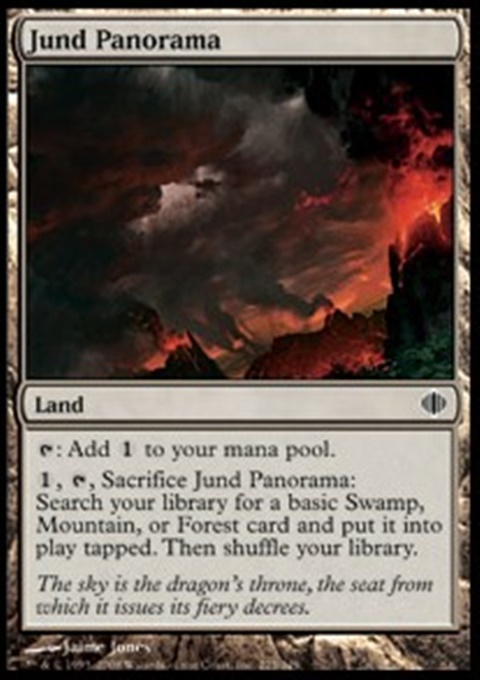 Jund Panorama
Land
: Add 1 to your mana pool.
1, , Sacrifice Jund Panorama:
Search your library for a basic Swamp,
Mountain, or Forest card and put it into
play tapped. Then shuffle your library.
The sky is the dragon's throne, the seat from
which it issues its fiery decrees.
Jaime Jones